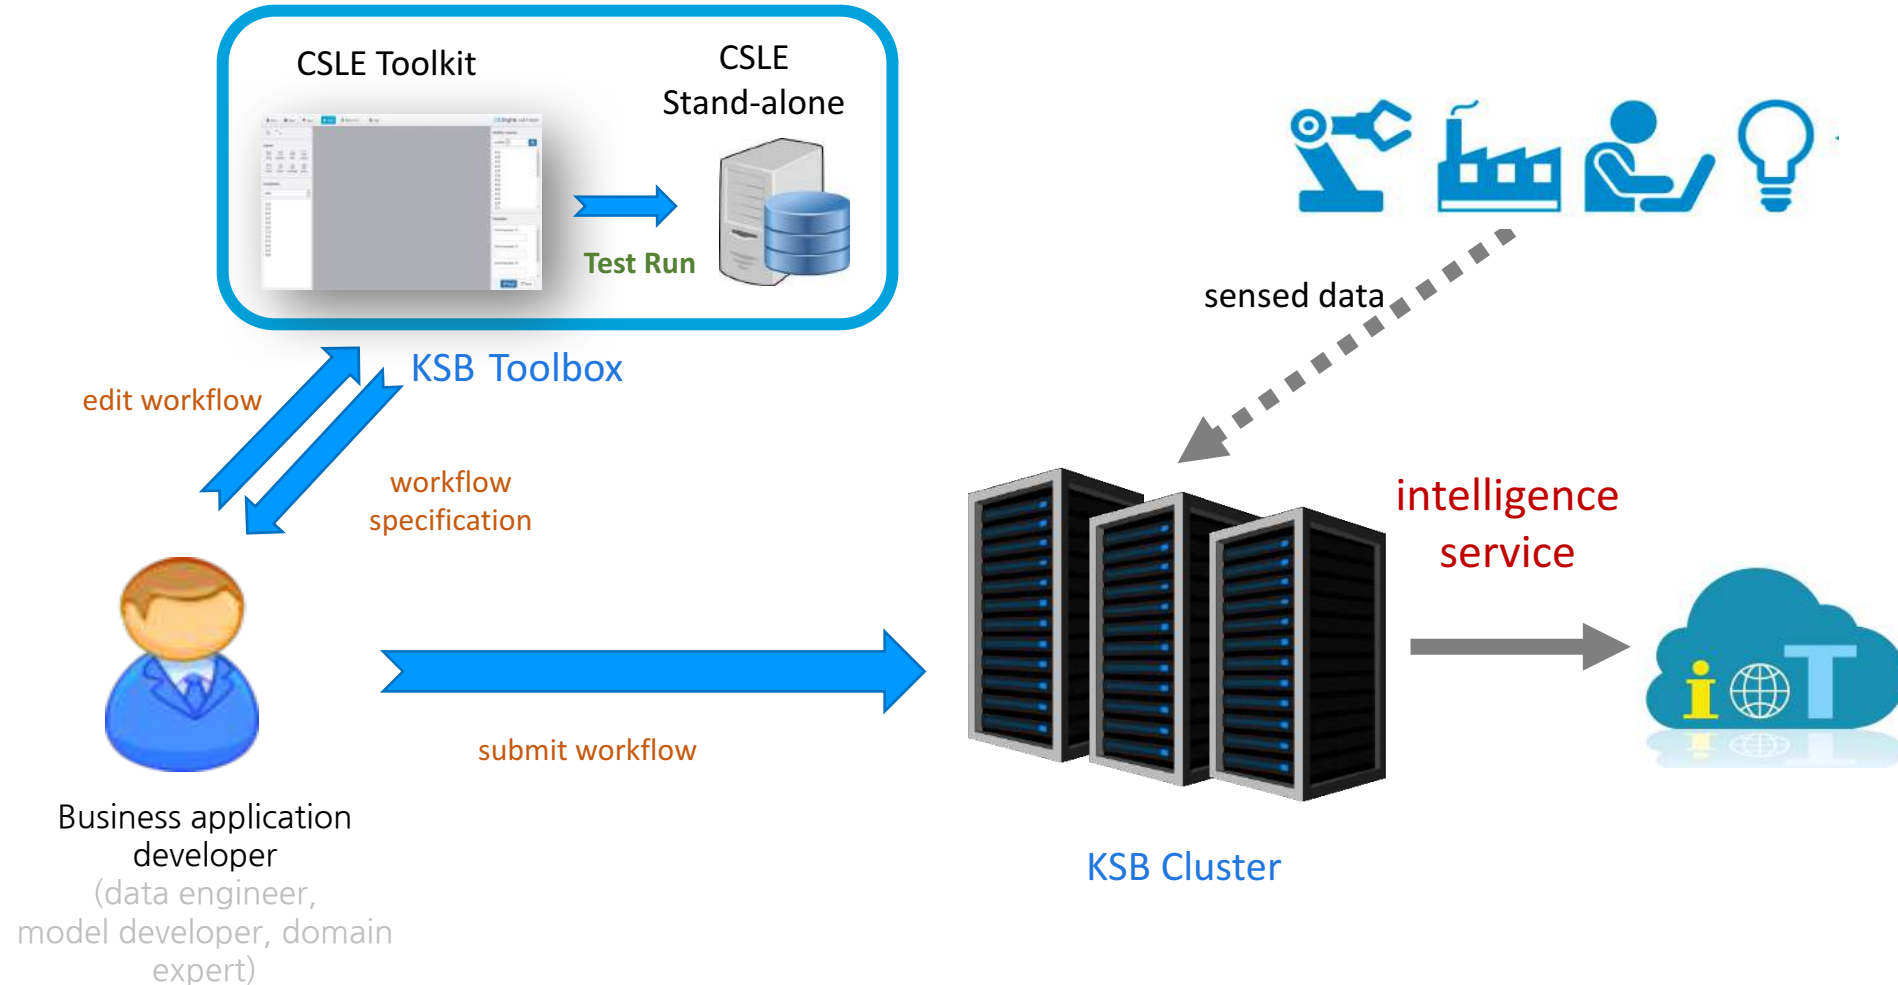 CSLE Toolkit
CSLE
Stand-alone
Test Run
KSB Toolbox
edit workflow
workflow
specification
sensed data
intelligence
service
iOT
submit workflow
Business application
developer
(data engineer,
model developer, domain
expert)
KSB Cluster